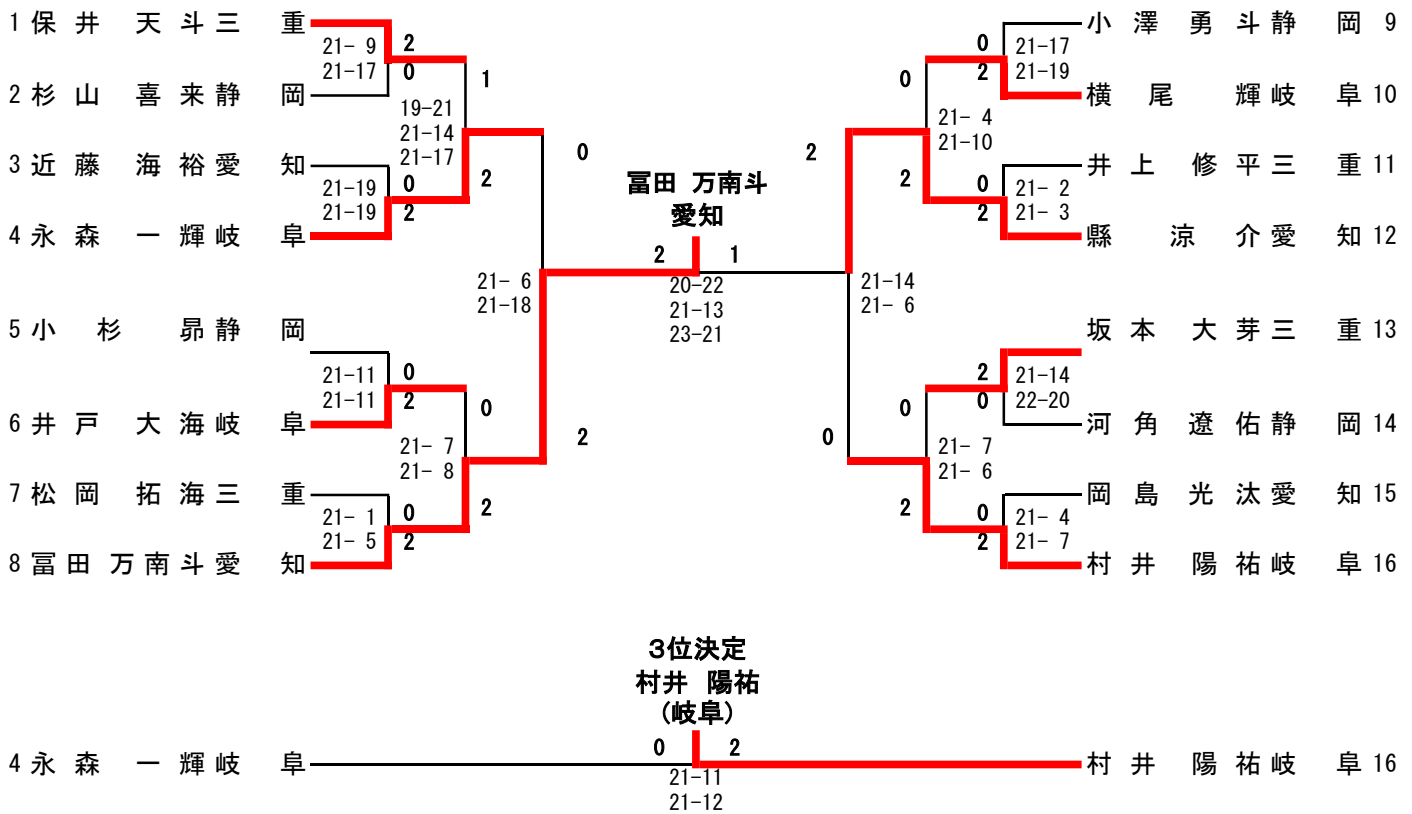 1 保井 天斗 三重
21- 9
21-17
2
0
2 杉山 喜来 静岡
1
19-21
21-14
21-17
2
3 近藤 海裕 愛知
21-19
21-19
0
2
4 永森 一輝 岐阜
0
21- 6
21-18
2
5 小杉 昴 静岡
21-11
21-11
0
2
6 井戸 大海 岐阜
0
21- 7
21- 8
2
7 松岡 拓海 三重
21- 1
21- 5
0
2
8 冨田 万南斗 愛知
冨田 万南斗
愛知
2 1
20-22
21-13
23-21
小澤 勇斗 静岡 9
0
2
21-17
21-19
横尾 輝 岐阜 10
0
21- 4
21-10
2
井上 修平 三重 11
0
2
21- 2
21- 3
縣 涼介 愛知 12
2
21-14
21- 6
0
坂本 大芽 三重 13
2
0
21-14
22-20
河角 遼佑 静岡 14
0
21- 7
21- 6
2
岡島 光汰 愛知 15
0
2
21- 4
21- 7
村井 陽祐 岐阜 16
3位決定
村井 陽祐
(岐阜)
0 2
4 永森 一輝 岐阜
村井 陽祐 岐阜 16
21-11
21-12